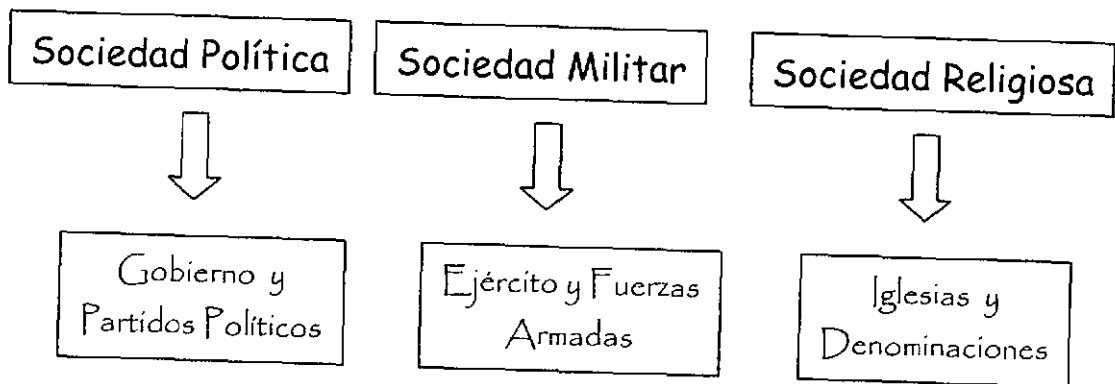 Sociedad Política
Sociedad Militar
Sociedad Religiosa
Gobierno y
Partidos Políticos
Ejército y Fuerzas
Armadas
Iglesias y
Denominaciones